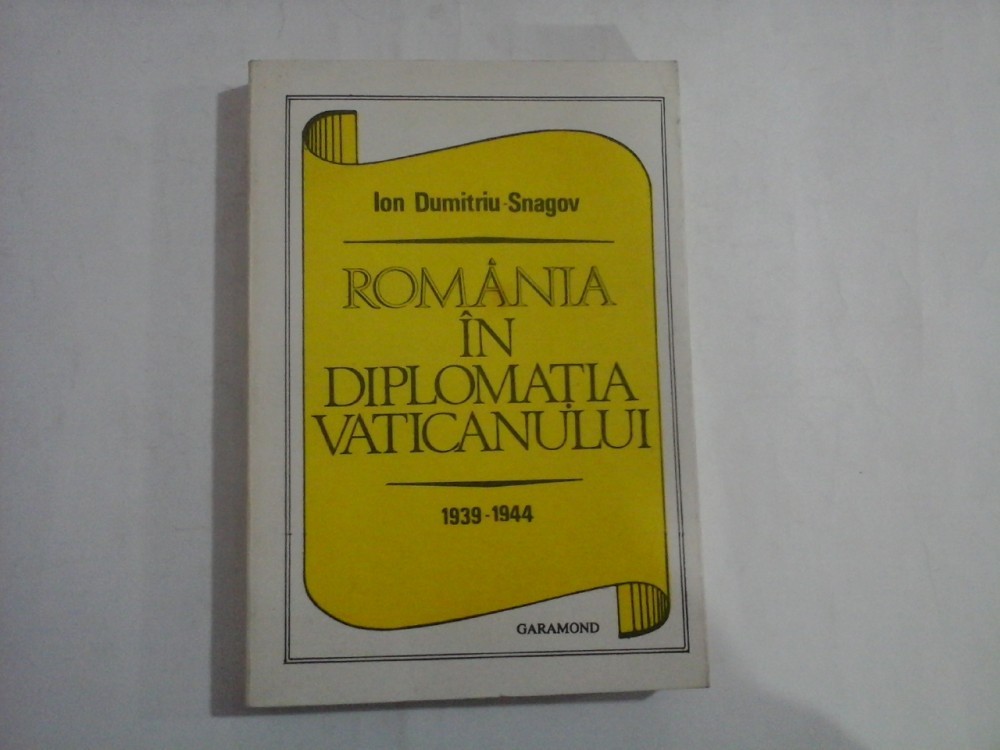 Ion Dumitriu-Snagov
ROMÂNIA
ÎN
DIPLOMAȚIA
VATICANULUI
1939-1944
GARAMOND